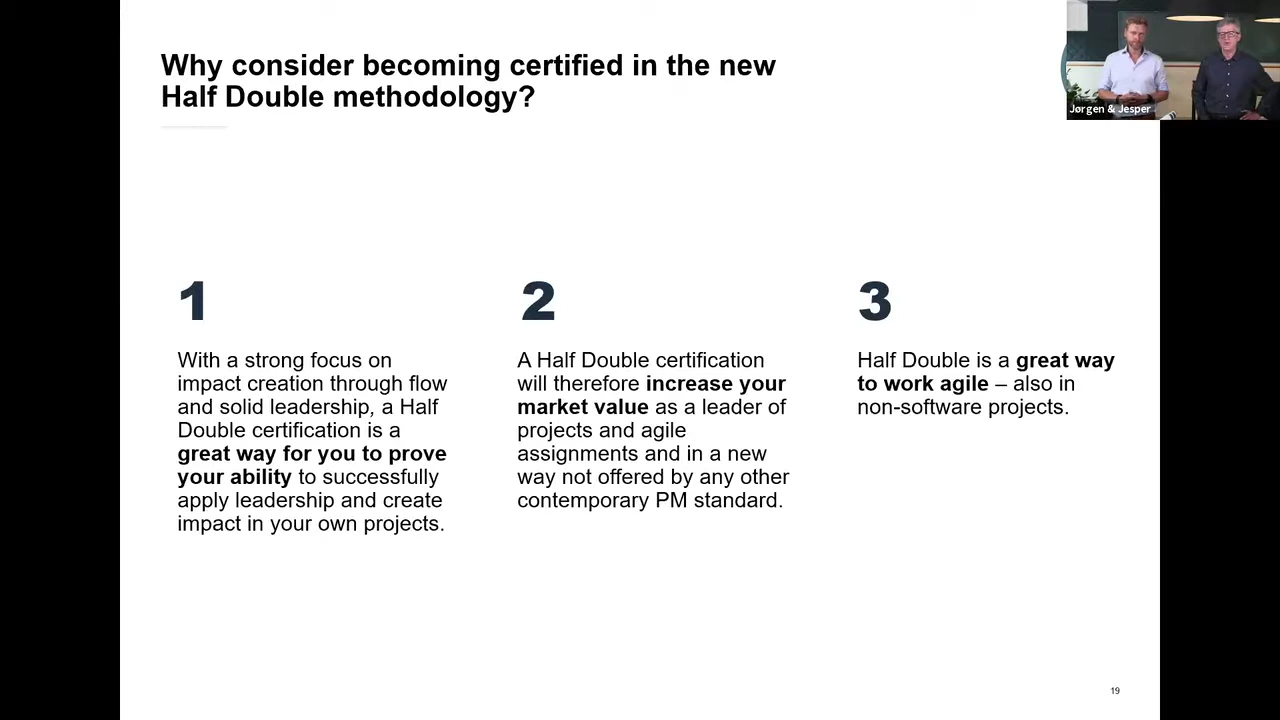 Why consider becoming certified in the new
Half Double methodology?
Jørgen & Jesper
1
With a strong focus on
impact creation through flow
and solid leadership, a Half
Double certification is a
great way for you to prove
your ability to successfully
apply leadership and create
impact in your own projects.
2
A Half Double certification
will therefore increase your
market value as a leader of
projects and agile
assignments and in a new
way not offered by any other
contemporary PM standard.
3
Half Double is a great way
to work agile – also in
non-software projects.
19